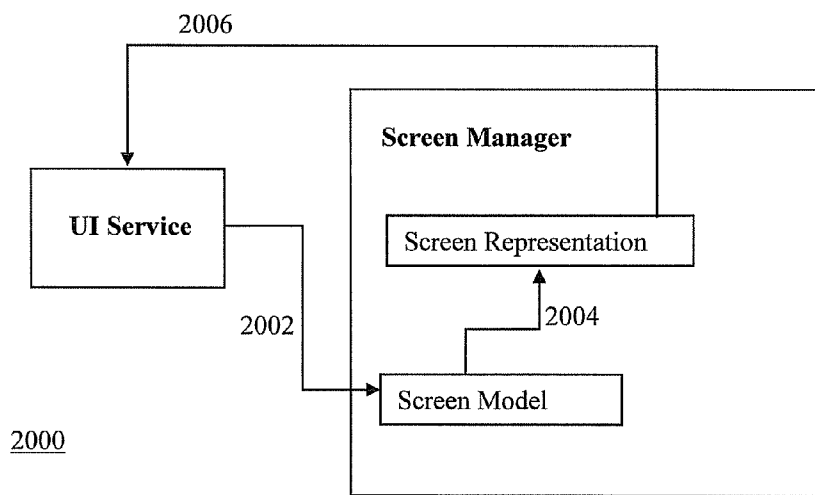 2006
Screen Manager
UI Service
Screen Representation
2002
2004
Screen Model
2000